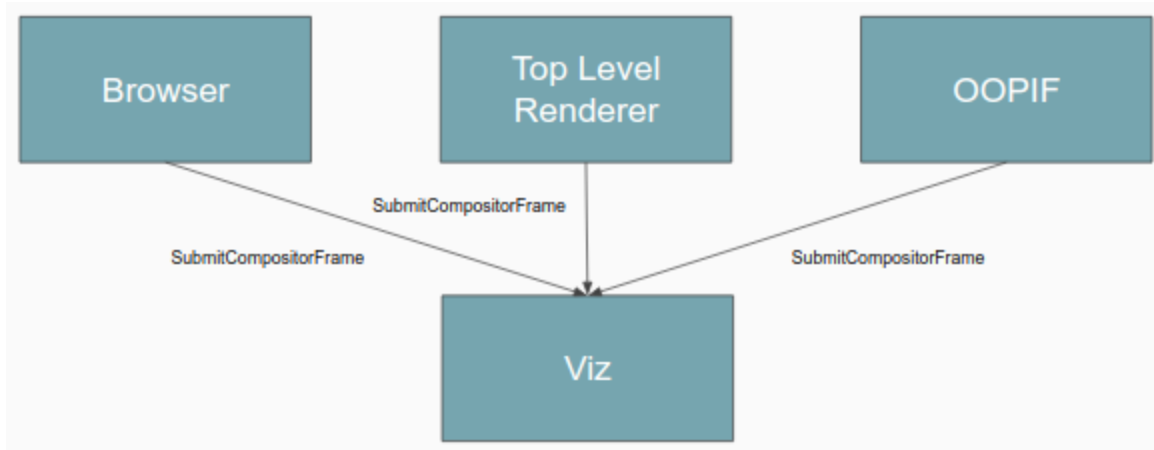 Browser
Top Level
Renderer
OOPIF
SubmitCompositorFrame
SubmitCompositorFrame
SubmitCompositorFrame
Viz